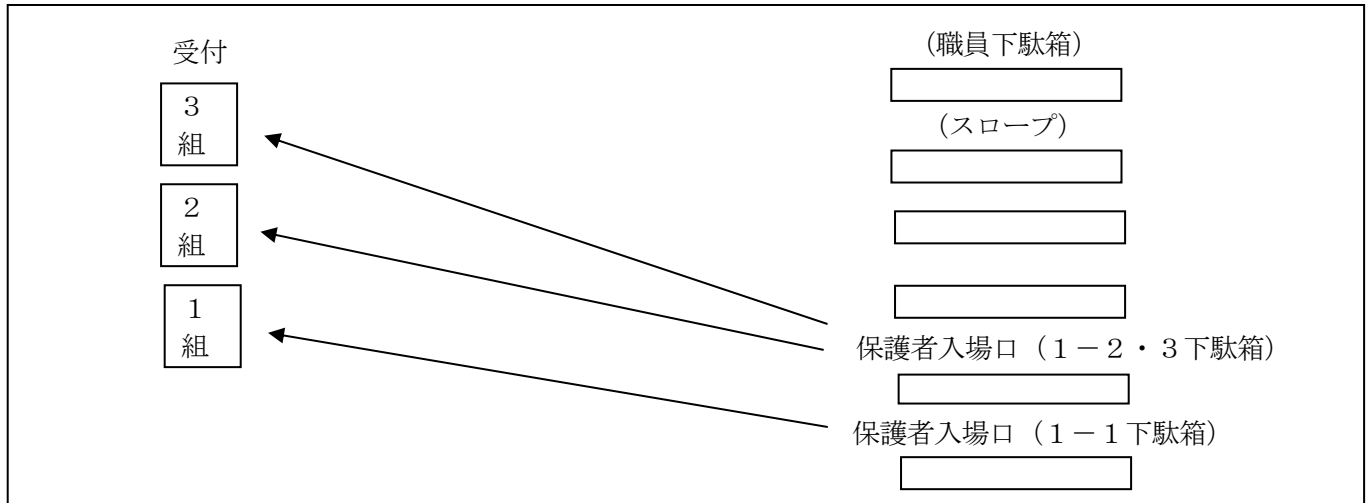 受付
3
組
2
組
1
組
(職員下駄箱)
(スロープ)
保護者入場口(1－2・3下駄箱)
保護者入場口(1－1下駄箱)